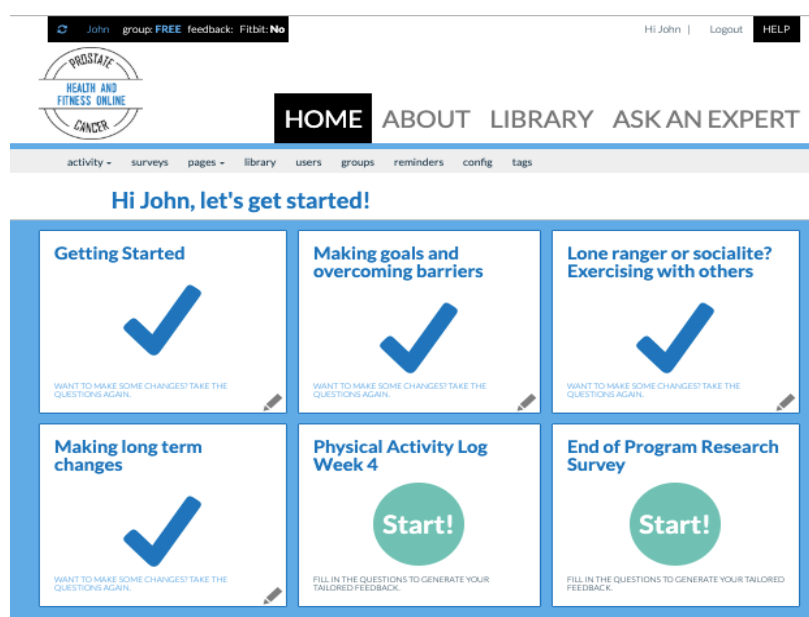 John group: FREE feedback: Fitbit: No
Hi John | Logout HELP
PROSTATE
HEALTH AND
FITNESS ONLINE
CANCER
HOME ABOUT LIBRARY ASK AN EXPERT
activity surveys pages library users groups reminders config tags
Hi John, let's get started!
Getting Started
WANT TO MAKE SOME CHANGES? TAKE THE
QUESTIONS AGAIN.
Making goals and
overcoming barriers
WANT TO MAKE SOME CHANGES? TAKE THE
QUESTIONS AGAIN.
Lone ranger or socialite?
Exercising with others
WANT TO MAKE SOME CHANGES? TAKE THE
QUESTIONS AGAIN.
Making long term
changes
WANT TO MAKE SOME CHANGES? TAKE THE
QUESTIONS AGAIN.
Physical Activity Log
Week 4
Start!
FILL IN THE QUESTIONS TO GENERATE YOUR
TAILORED FEEDBACK.
End of Program Research
Survey
Start!
FILL IN THE QUESTIONS TO GENERATE YOUR TAILORED
FEEDBACK.